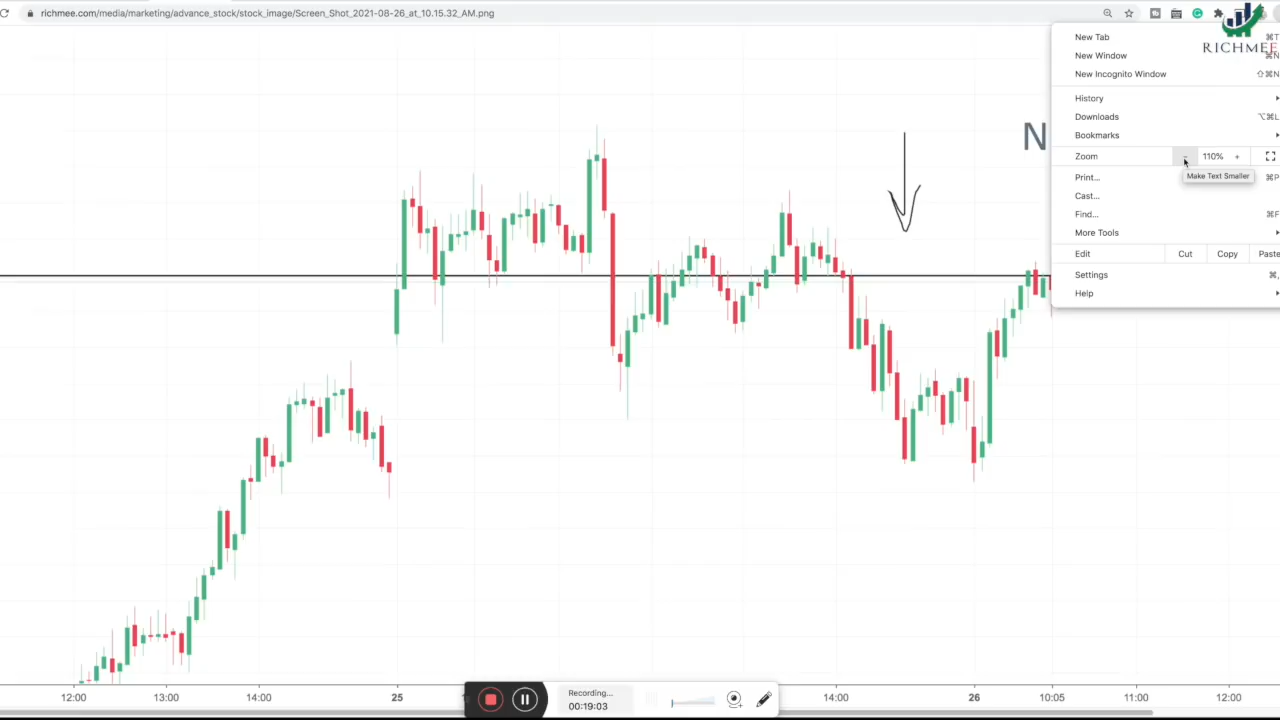 richmee.com/media/marketing/advance_stock/stock_image/Screen_Shot_2021-08-26_at_10.15.32_AM.png
RICHMEE
New Tab ⌘T
New Window ⌘N
New Incognito Window ⇧⌘N
History
Downloads ⌥⌘L
Bookmarks
Zoom - 110% +
Make Text Smaller
Print... ⌘P
Cast...
Find... ⌘F
More Tools
Edit Cut Copy Paste
Settings ⌘,
Help
N
12:00 13:00 14:00 25 14:00 26 10:05 11:00 12:00
Recording...
00:19:03